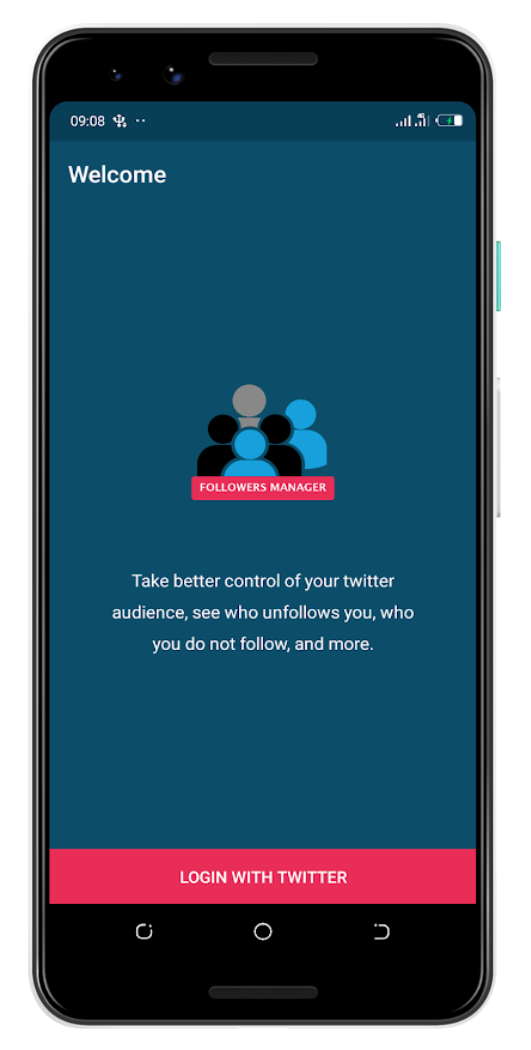 09:08
Welcome
FOLLOWERS MANAGER
Take better control of your twitter
audience, see who unfollows you, who
you do not follow, and more.
LOGIN WITH TWITTER